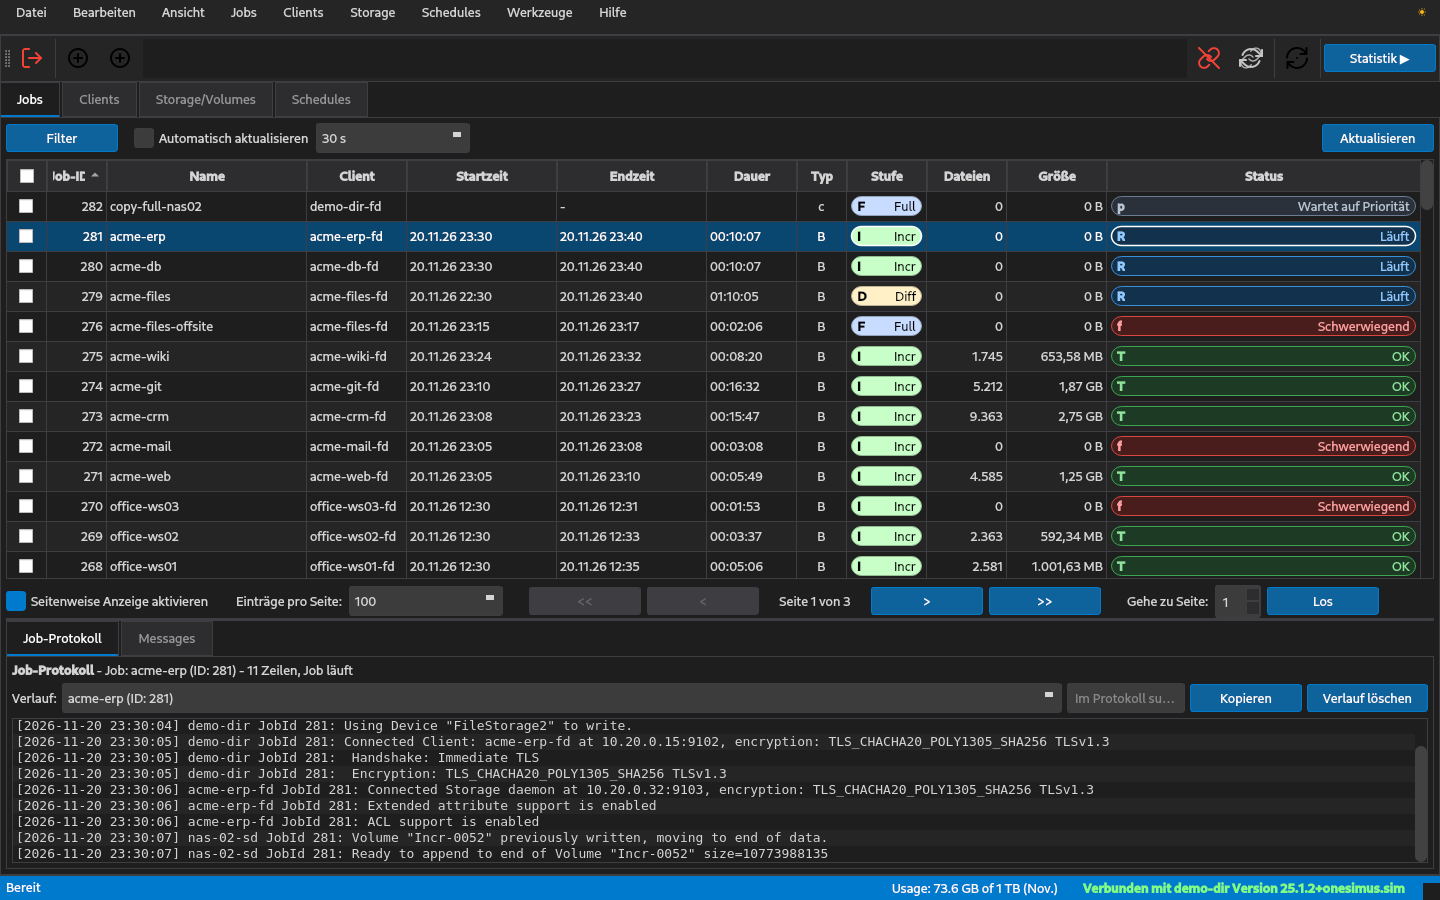 Datei Bearbeiten Ansicht Jobs Clients Storage Schedules Werkzeuge Hilfe
Statistik ▶
Jobs Clients Storage/Volumes Schedules
Filter Automatisch aktualisieren 30 s Aktualisieren
Job-ID Name Client Startzeit Endzeit Dauer Typ Stufe Dateien Größe Status
282 copy-full-nas02 demo-dir-fd - c F Full 0 0 B p Wartet auf Priorität
281 acme-erp acme-erp-fd 20.11.26 23:30 20.11.26 23:40 00:10:07 B I Incr 0 0 B R Läuft
280 acme-db acme-db-fd 20.11.26 23:30 20.11.26 23:40 00:10:07 B I Incr 0 0 B R Läuft
279 acme-files acme-files-fd 20.11.26 22:30 20.11.26 23:40 01:10:05 B D Diff 0 0 B R Läuft
276 acme-files-offsite acme-files-fd 20.11.26 23:15 20.11.26 23:17 00:02:06 B F Full 0 0 B f Schwerwiegend
275 acme-wiki acme-wiki-fd 20.11.26 23:24 20.11.26 23:32 00:08:20 B I Incr 1.745 653,58 MB T OK
274 acme-git acme-git-fd 20.11.26 23:10 20.11.26 23:27 00:16:32 B I Incr 5.212 1,87 GB T OK
273 acme-crm acme-crm-fd 20.11.26 23:08 20.11.26 23:23 00:15:47 B I Incr 9.363 2,75 GB T OK
272 acme-mail acme-mail-fd 20.11.26 23:05 20.11.26 23:08 00:03:08 B I Incr 0 0 B f Schwerwiegend
271 acme-web acme-web-fd 20.11.26 23:05 20.11.26 23:10 00:05:49 B I Incr 4.585 1,25 GB T OK
270 office-ws03 office-ws03-fd 20.11.26 12:30 20.11.26 12:31 00:01:53 B I Incr 0 0 B f Schwerwiegend
269 office-ws02 office-ws02-fd 20.11.26 12:30 20.11.26 12:33 00:03:37 B I Incr 2.363 592,34 MB T OK
268 office-ws01 office-ws01-fd 20.11.26 12:30 20.11.26 12:35 00:05:06 B I Incr 2.581 1.001,63 MB T OK
Seitenweise Anzeige aktivieren Einträge pro Seite: 100 << < Seite 1 von 3 > >> Gehe zu Seite: 1 Los
Job-Protokoll Messages
Job-Protokoll - Job: acme-erp (ID: 281) - 11 Zeilen, Job läuft
Verlauf: acme-erp (ID: 281) Im Protokoll su... Kopieren Verlauf löschen
[2026-11-20 23:30:04] demo-dir JobId 281: Using Device "FileStorage2" to write.
[2026-11-20 23:30:05] demo-dir JobId 281: Connected Client: acme-erp-fd at 10.20.0.15:9102, encryption: TLS_CHACHA20_POLY1305_SHA256 TLSv1.3
[2026-11-20 23:30:05] demo-dir JobId 281:  Handshake: Immediate TLS
[2026-11-20 23:30:05] demo-dir JobId 281:  Encryption: TLS_CHACHA20_POLY1305_SHA256 TLSv1.3
[2026-11-20 23:30:06] acme-erp-fd JobId 281: Connected Storage daemon at 10.20.0.32:9103, encryption: TLS_CHACHA20_POLY1305_SHA256 TLSv1.3
[2026-11-20 23:30:06] acme-erp-fd JobId 281: Extended attribute support is enabled
[2026-11-20 23:30:06] acme-erp-fd JobId 281: ACL support is enabled
[2026-11-20 23:30:07] nas-02-sd JobId 281: Volume "Incr-0052" previously written, moving to end of data.
[2026-11-20 23:30:07] nas-02-sd JobId 281: Ready to append to end of Volume "Incr-0052" size=10773988135
Bereit Usage: 73.6 GB of 1 TB (Nov.) Verbunden mit demo-dir Version 25.1.2+onesimus.sim